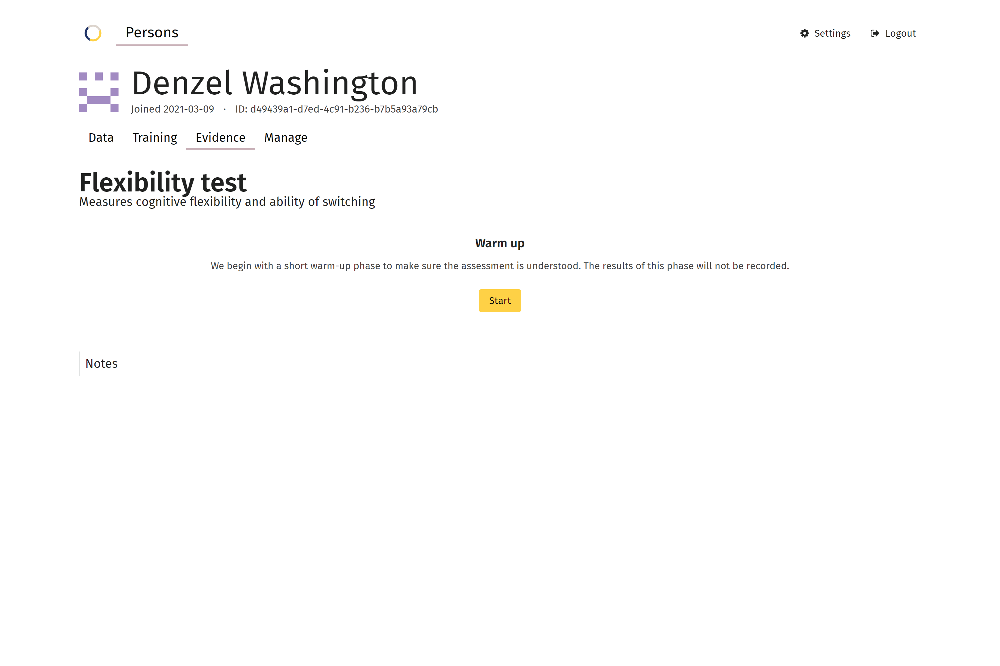 Persons
Settings
Logout
Denzel Washington
Joined 2021-03-09 · ID: d49439a1-d7ed-4c91-b236-b7b5a93a79cb
Data
Training
Evidence
Manage
Flexibility test
Measures cognitive flexibility and ability of switching
Warm up
We begin with a short warm-up phase to make sure the assessment is understood. The results of this phase will not be recorded.
Start
Notes